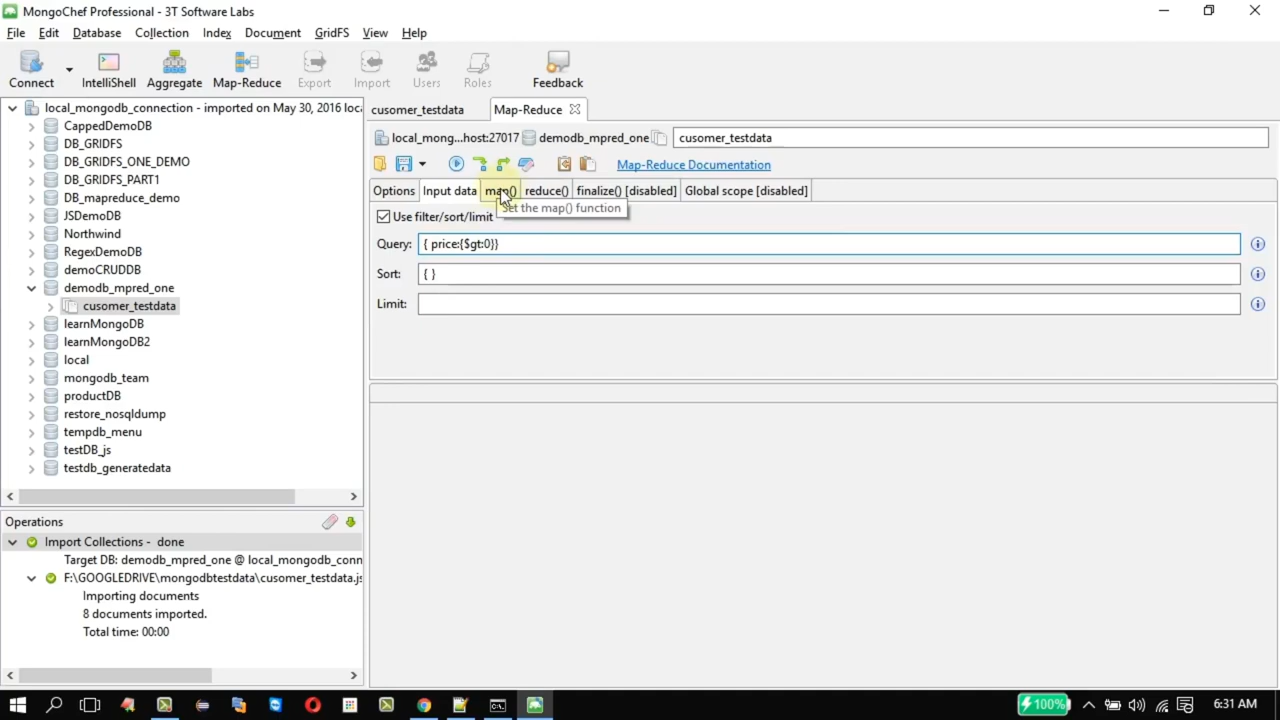 MongoChef Professional - 3T Software Labs
File Edit Database Collection Index Document GridFS View Help
Connect IntelliShell Aggregate Map-Reduce Export Import Users Roles Feedback
local_mongodb_connection - imported on May 30, 2016 loca
CappedDemoDB
DB_GRIDFS
DB_GRIDFS_ONE_DEMO
DB_GRIDFS_PART1
DB_mapreduce_demo
JSDemoDB
Northwind
RegexDemoDB
demoCRUDDB
demodb_mpred_one
cusomer_testdata
learnMongoDB
learnMongoDB2
local
mongodb_team
productDB
restore_nosqldump
tempdb_menu
testDB_js
testdb_generatedata
Operations
Import Collections - done
Target DB: demodb_mpred_one @ local_mongodb_conn
F:\GOOGLEDRIVE\mongodbtestdata\cusomer_testdata.js
Importing documents
8 documents imported.
Total time: 00:00
cusomer_testdata Map-Reduce
local_mong...host:27017 demodb_mpred_one cusomer_testdata
Map-Reduce Documentation
Options Input data map() reduce() finalize() [disabled] Global scope [disabled]
Set the map() function
Use filter/sort/limit
Query: { price:{$gt:0}}
Sort: { }
Limit:
100% 6:31 AM